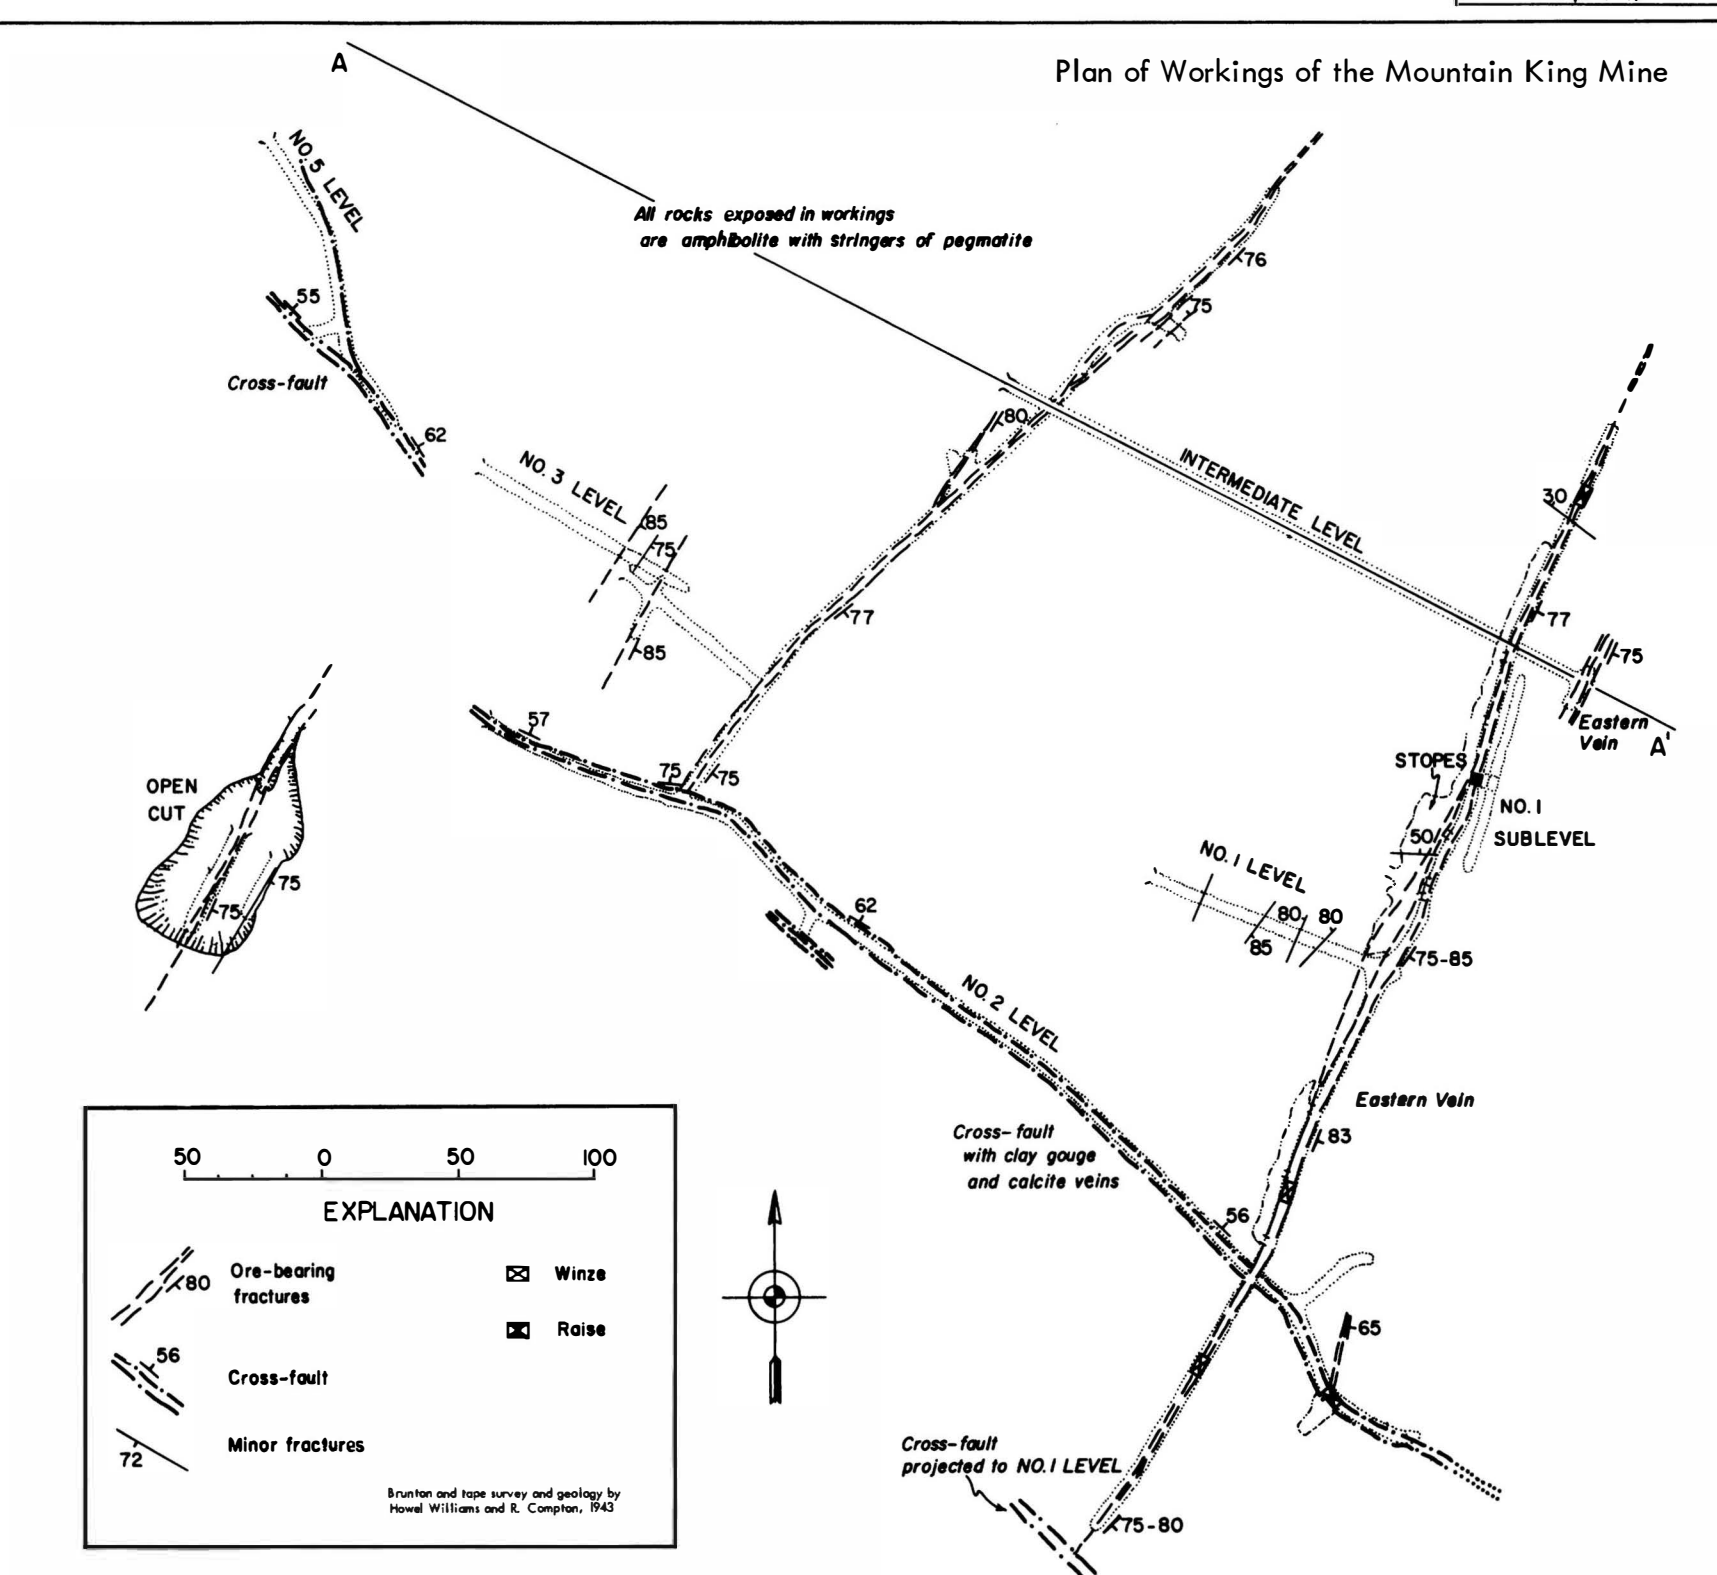 Plan of Workings of the Mountain King Mine
A
NO. 5 LEVEL
All rocks exposed in workings
are amphibolite with stringers of pegmatite
76
75
55
Cross-fault
62
80
NO. 3 LEVEL
85
75
85
77
INTERMEDIATE LEVEL
30
77
75
Eastern
Vein
A'
57
75
75
OPEN
CUT
75
75
STOPES
NO. 1
SUBLEVEL
50
NO. 1 LEVEL
80
80
85
75-85
62
NO. 2 LEVEL
Eastern Vein
83
Cross-fault
with clay gouge
and calcite veins
56
65
Cross-fault
projected to NO. 1 LEVEL
75-80
50 0 50 100
EXPLANATION
80
Ore-bearing
fractures
Winze
Raise
56
Cross-fault
72
Minor fractures
Brunton and tape survey and geology by
Howel Williams and R. Compton, 1943